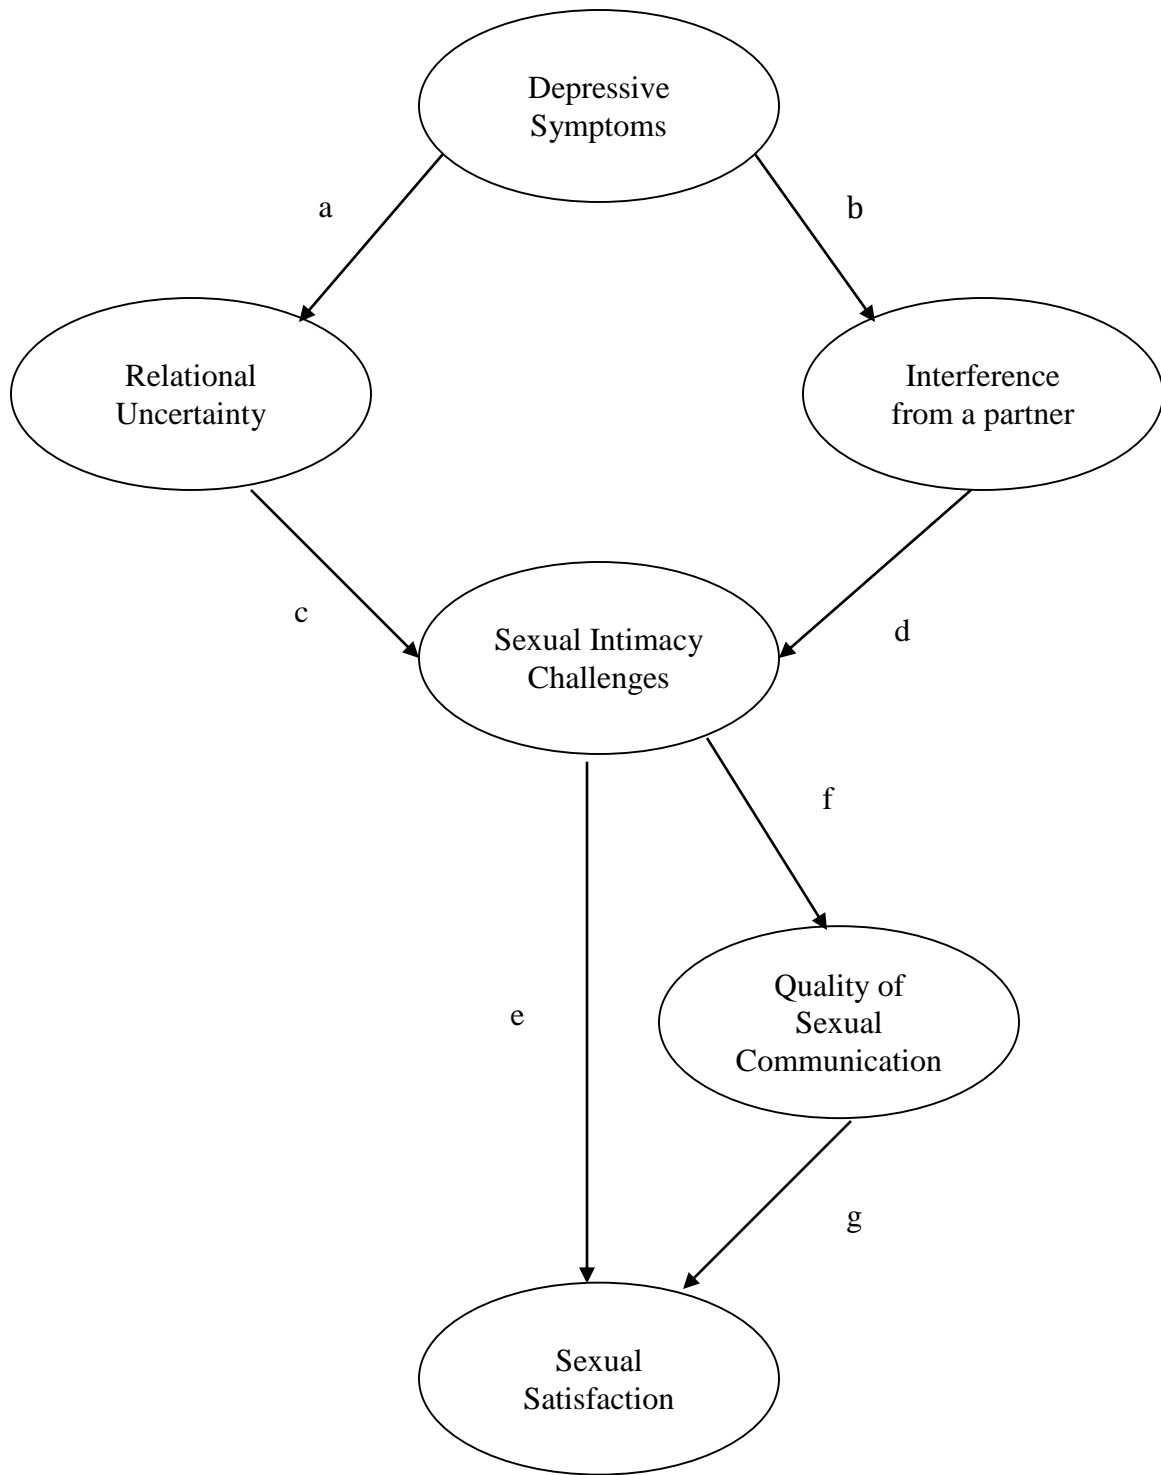 Depressive
Symptoms
a
b
Relational
Uncertainty
Interference
from a partner
c
d
Sexual Intimacy
Challenges
f
e
Quality of
Sexual
Communication
g
Sexual
Satisfaction